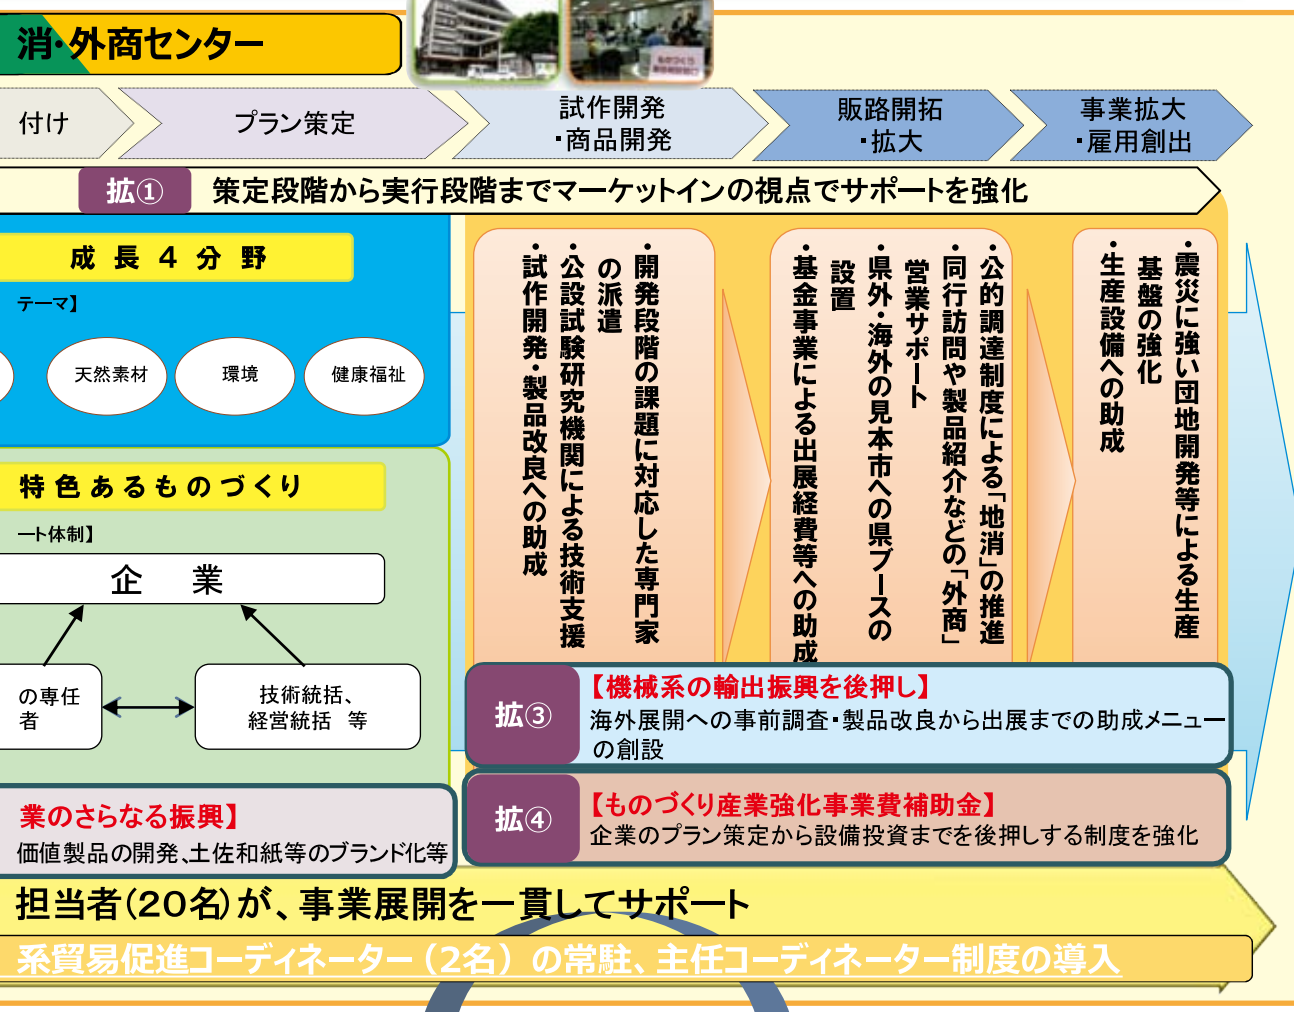 消・外商センター
付け
プラン策定
試作開発
・商品開発
販路開拓
・拡大
事業拡大
・雇用創出
拡①
策定段階から実行段階までマーケットインの視点でサポートを強化
成長４分野
テーマ】
天然素材
環境
健康福祉
特色あるものづくり
ート体制】
企業
の専任
者
技術統括、
経営統括 等
業のさらなる振興】
価値製品の開発、土佐和紙等のブランド化等
・開発段階の課題に対応した専門家
の派遣
・公設試験研究機関による技術支援
・試作開発・製品改良への助成
・公的調達制度による「地消」の推進
・同行訪問や製品紹介などの「外商」
営業サポート
・県外・海外の見本市への県ブースの
設置
・基金事業による出展経費等への助成
・震災に強い団地開発等による生産
基盤の強化
・生産設備への助成
拡③
【機械系の輸出振興を後押し】
海外展開への事前調査・製品改良から出展までの助成メニュー
の創設
拡④
【ものづくり産業強化事業費補助金】
企業のプラン策定から設備投資までを後押しする制度を強化
担当者（２０名）が、事業展開を一貫してサポート
系貿易促進コーディネーター（２名）の常駐、主任コーディネーター制度の導入